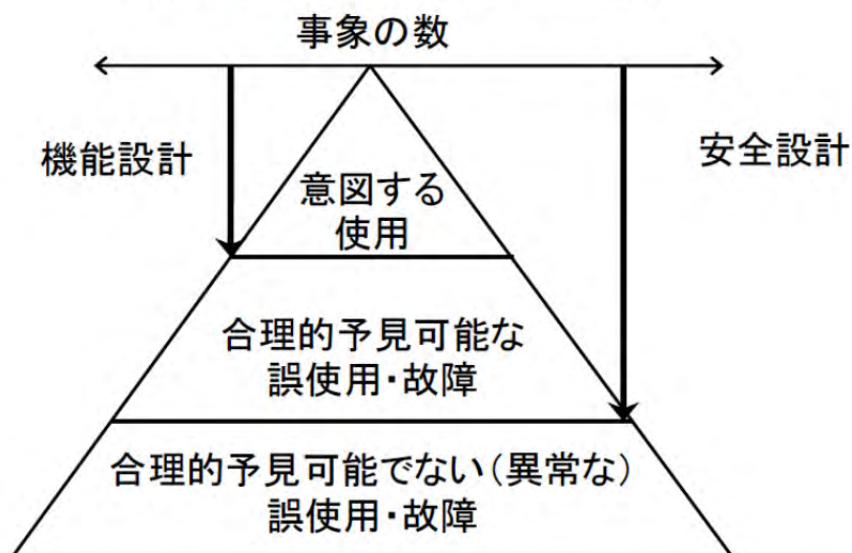 事象の数
機能設計
安全設計
意図する
使用
合理的予見可能な
誤使用・故障
合理的予見可能でない（異常な）
誤使用・故障